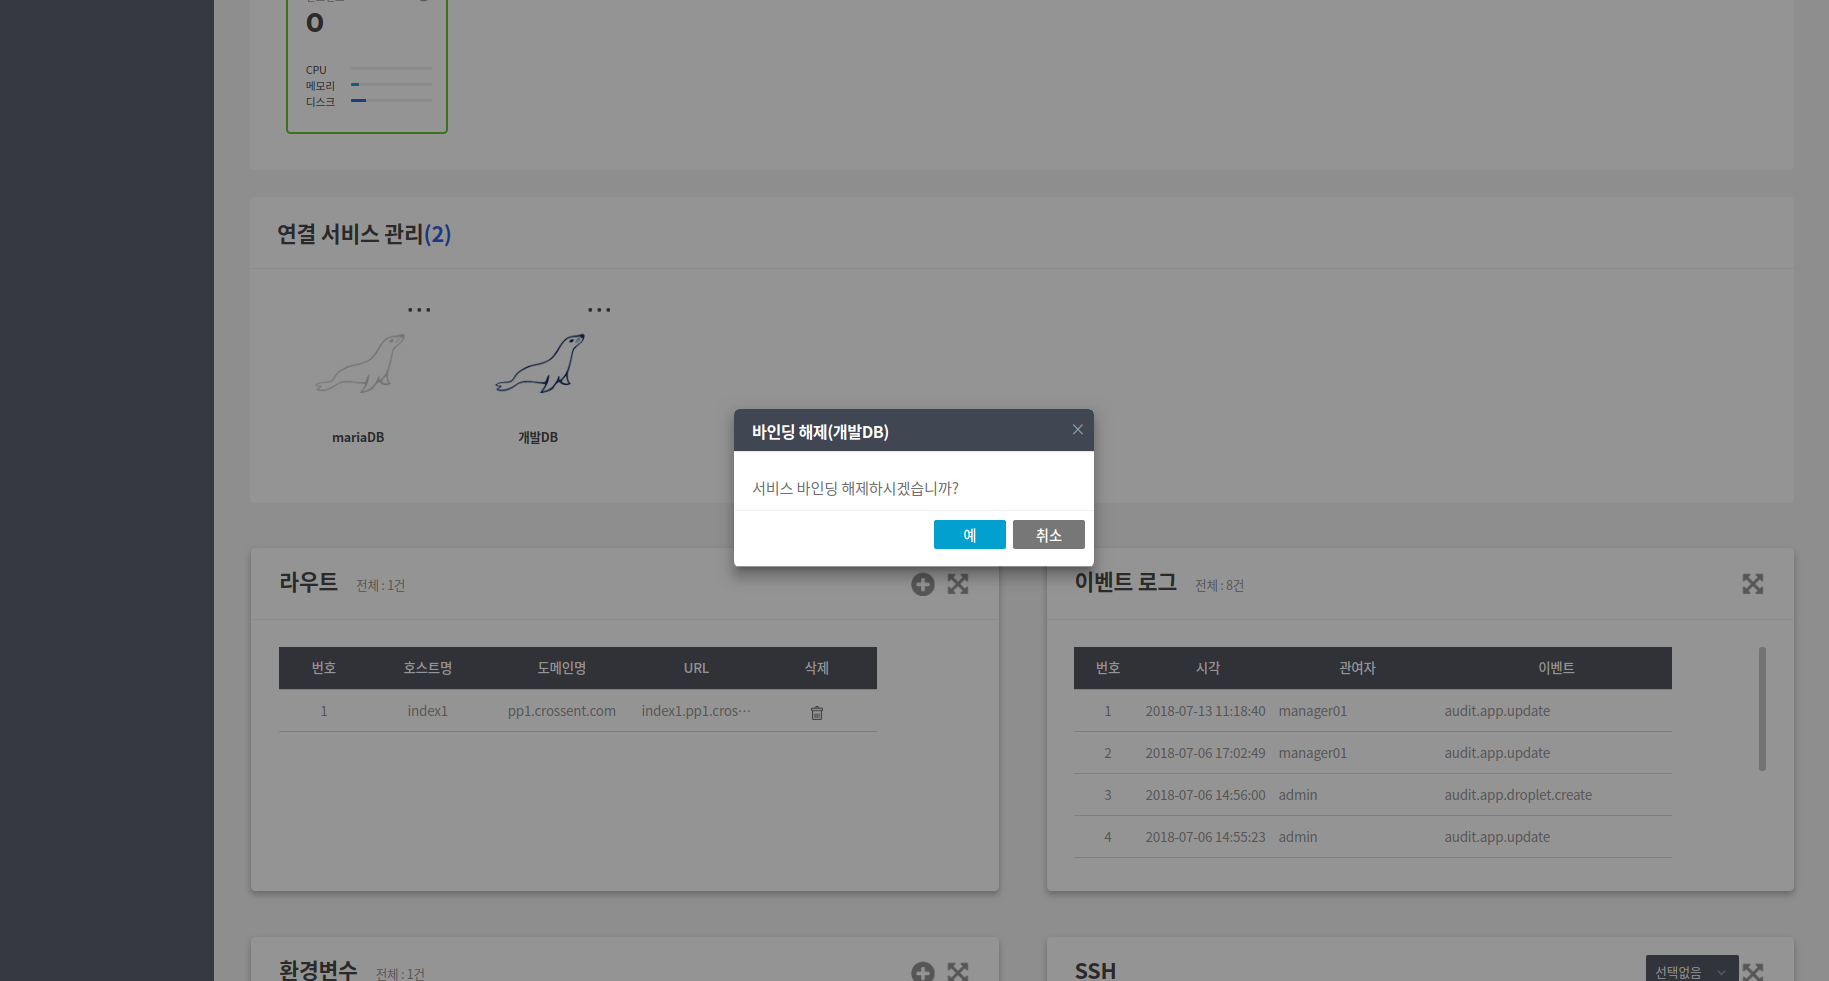 0
CPU
메모리
디스크
연결 서비스 관리(2)
mariaDB
개발DB
바인딩 해제(개발DB)
서비스 바인딩 해제하시겠습니까?
예 취소
라우트 전체 : 1건
번호 호스트명 도메인명 URL 삭제
1 index1 pp1.crossent.com index1.pp1.cros···
이벤트 로그 전체 : 8건
번호 시각 관여자 이벤트
1 2018-07-13 11:18:40 manager01 audit.app.update
2 2018-07-06 17:02:49 manager01 audit.app.update
3 2018-07-06 14:56:00 admin audit.app.droplet.create
4 2018-07-06 14:55:23 admin audit.app.update
환경변수 전체 : 1건
SSH 선택없음